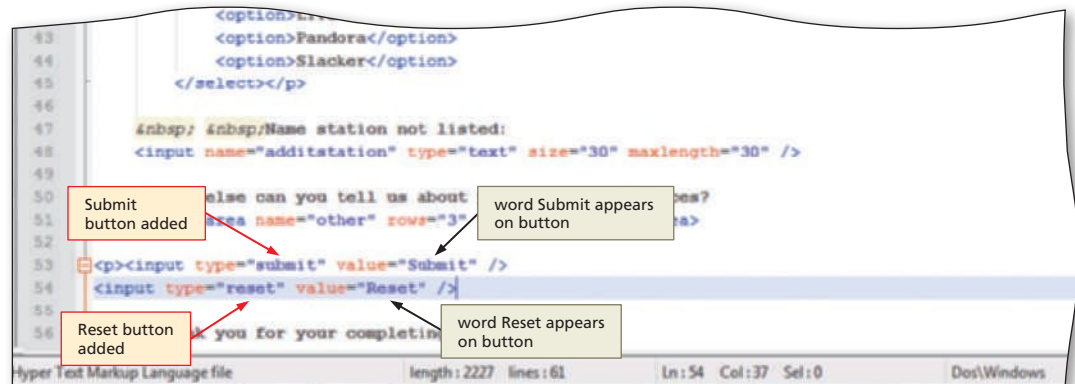 <option>
43 <option>Pandora</option>
44 <option>Slacker</option>
45 </select></p>
46
47 &nbsp; &nbsp;Name station not listed:
48 <input name="additstation" type="text" size="30" maxlength="30" />
49
50 else can you tell us about
51 area name="other" rows="3"
52
53 <p><input type="submit" value="Submit" />
54 <input type="reset" value="Reset" />
55
56 you for your completing
Submit
button added
word Submit appears
on button
Reset button
added
word Reset appears
on button
Hyper Text Markup Language file length : 2227 lines : 61 Ln : 54 Col : 37 Sel : 0 Dos\Windows